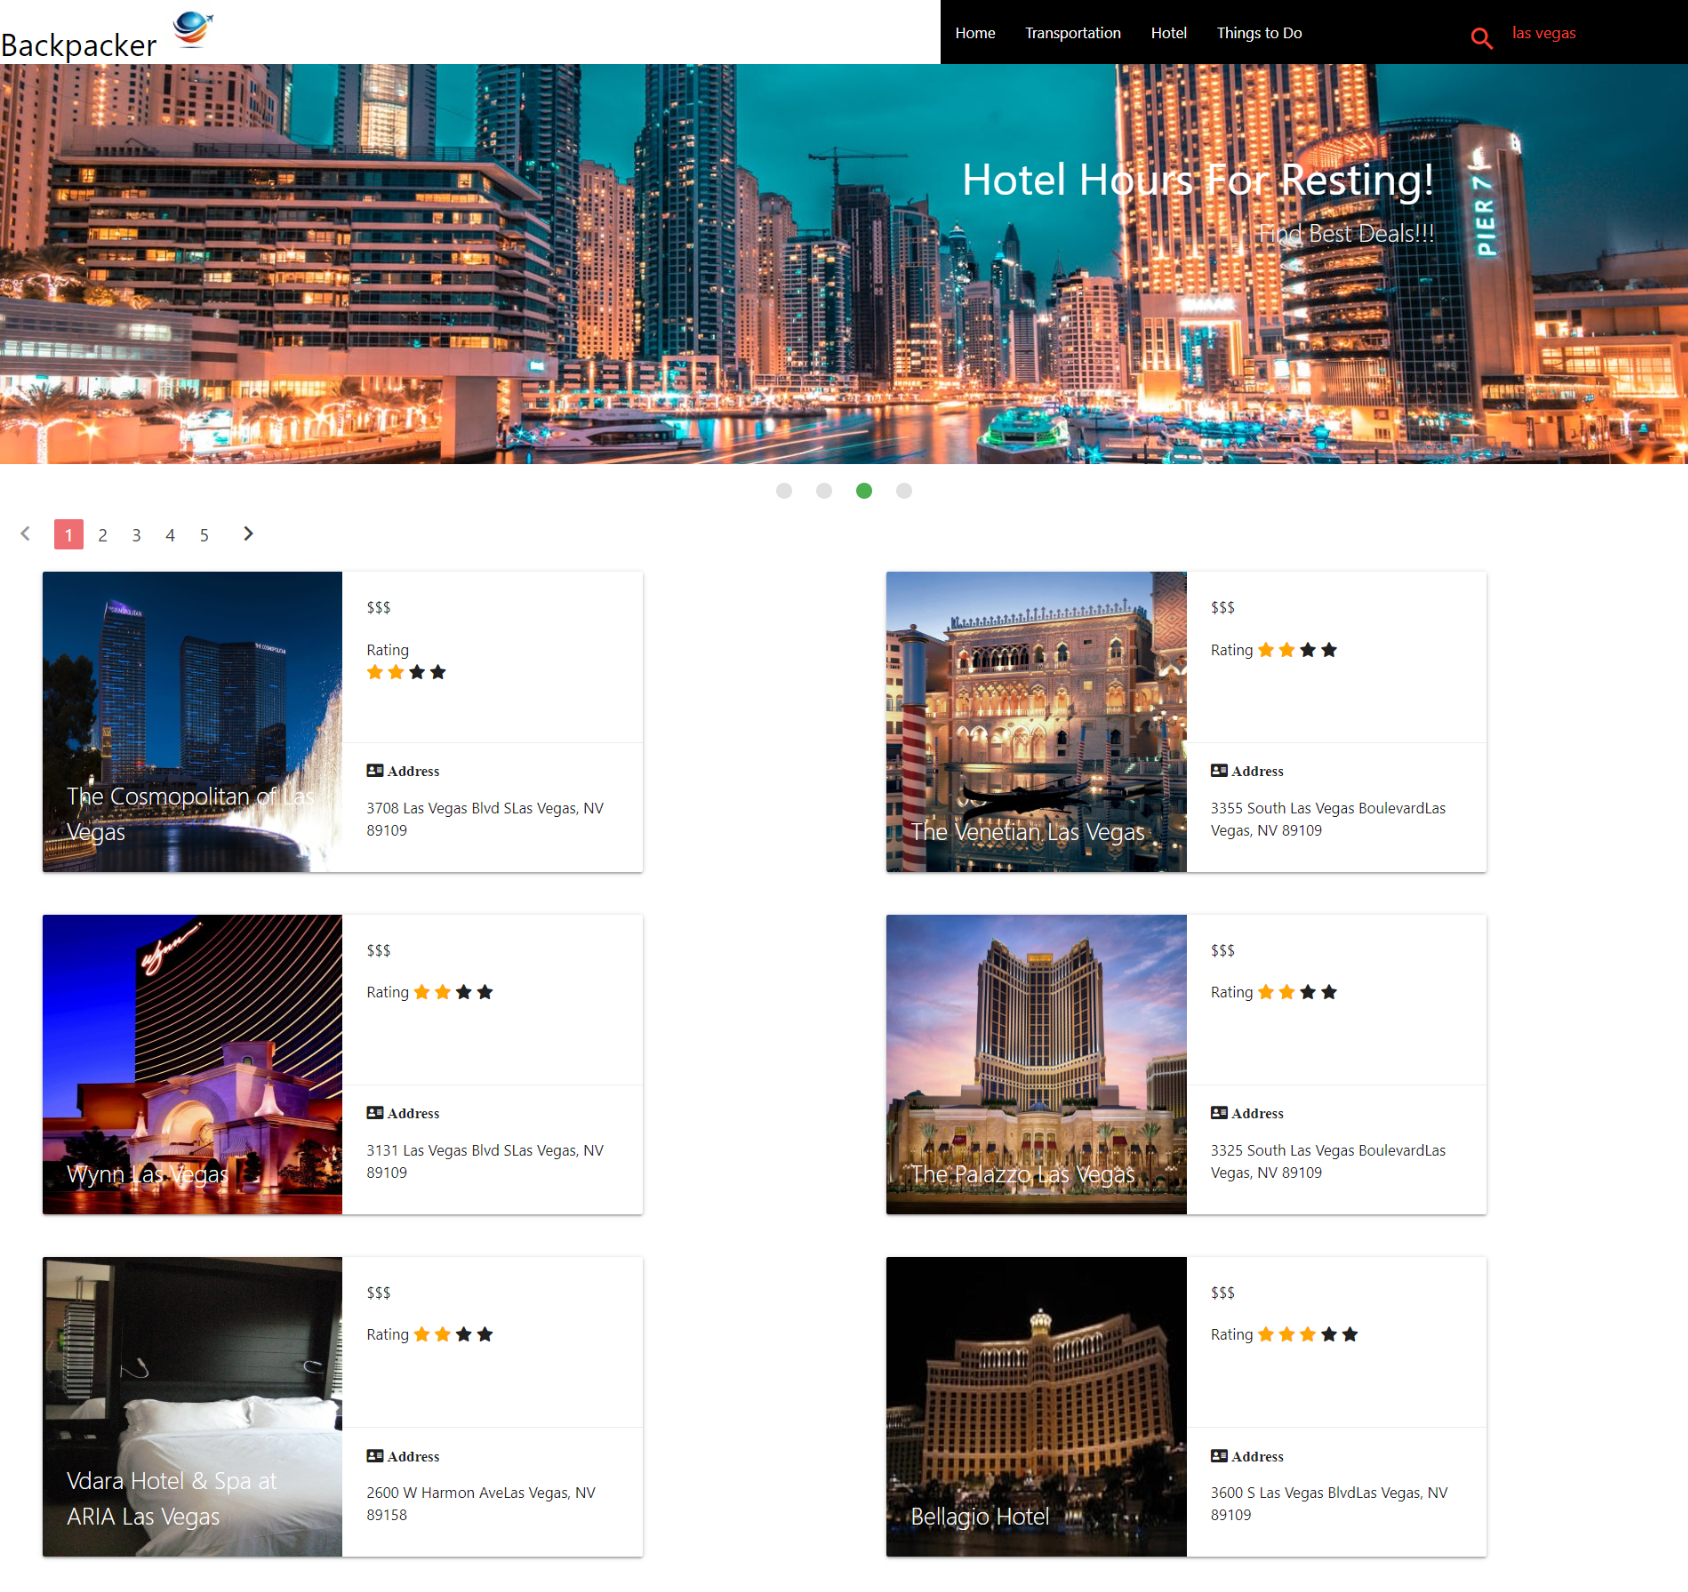 Backpacker
Home Transportation Hotel Things to Do
las vegas
PIER 7
Hotel Hours For Resting!
Find Best Deals!!!
1 2 3 4 5
THE COSMOPOLITAN
$$$
Rating
The Cosmopolitan of Las
Vegas
Address
3708 Las Vegas Blvd SLas Vegas, NV
89109
$$$
Rating
The Venetian Las Vegas
Address
3355 South Las Vegas BoulevardLas
Vegas, NV 89109
wynn
$$$
Rating
Wynn Las Vegas
Address
3131 Las Vegas Blvd SLas Vegas, NV
89109
$$$
Rating
The Palazzo Las Vegas
Address
3325 South Las Vegas BoulevardLas
Vegas, NV 89109
$$$
Rating
Vdara Hotel & Spa at
ARIA Las Vegas
Address
2600 W Harmon AveLas Vegas, NV
89158
$$$
Rating
Bellagio Hotel
Address
3600 S Las Vegas BlvdLas Vegas, NV
89109